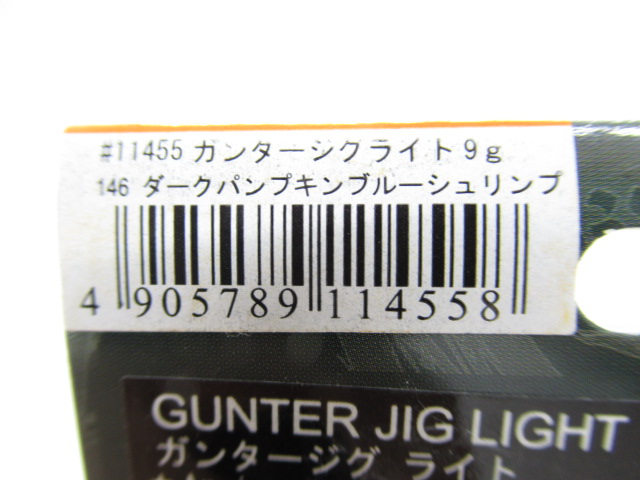 #11455 ガンタージグライト 9g
146 ダークパンプキンブルーシュリンプ
4 905789 114558
GUNTER JIG LIGHT
ガンタージグ ライト